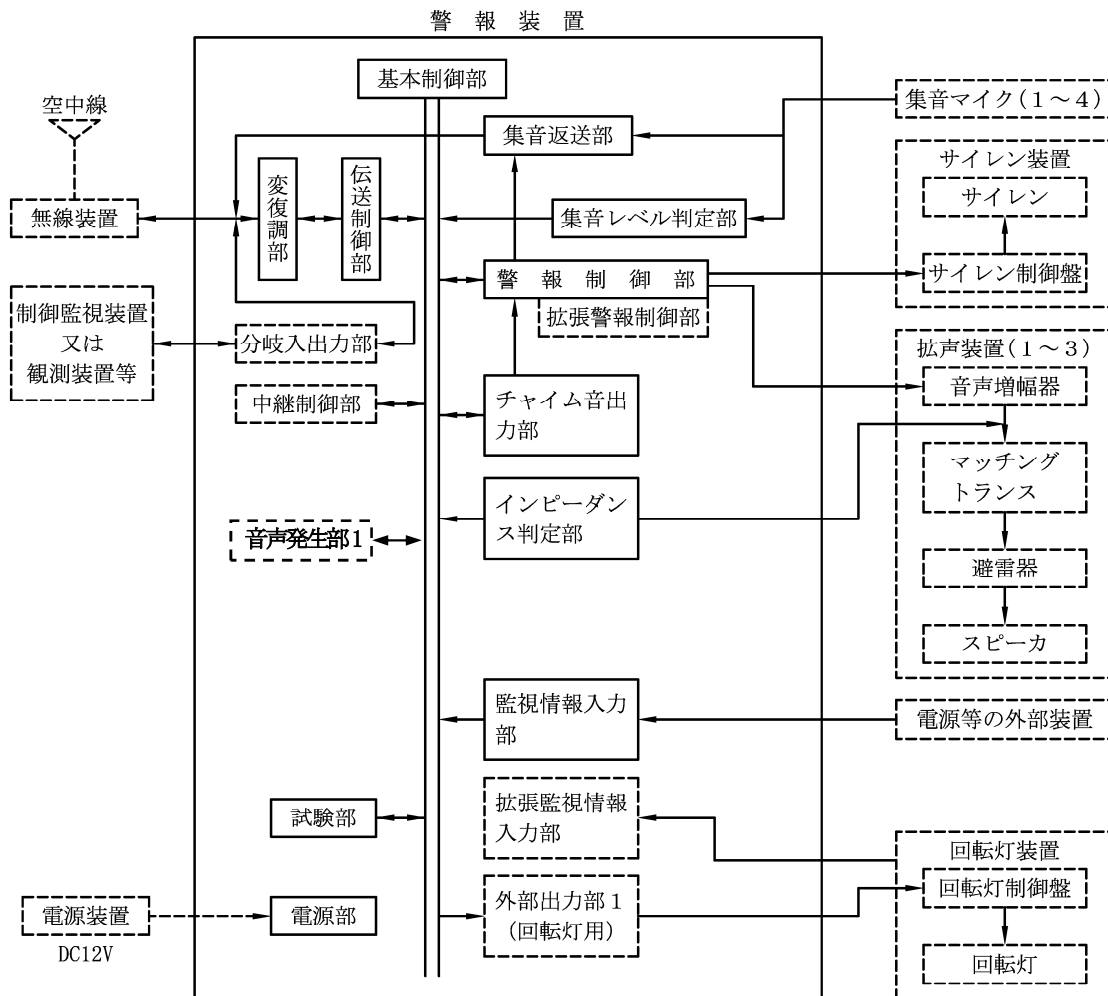 警報装置
基本制御部
空中線
集音マイク(１～４)
集音返送部
サイレン装置
サイレン
変復調部
伝送制御部
無線装置
集音レベル判定部
警報制御部
サイレン制御盤
拡張警報制御部
制御監視装置
又は
観測装置等
分岐入出力部
拡声装置(１～３)
音声増幅器
中継制御部
チャイム音出
力部
マッチング
トランス
インピーダン
ス判定部
音声発生部１
避雷器
スピーカ
監視情報入力
部
電源等の外部装置
拡張監視情報
入力部
試験部
回転灯装置
回転灯制御盤
電源装置
電源部
外部出力部１
(回転灯用)
DC12V
回転灯